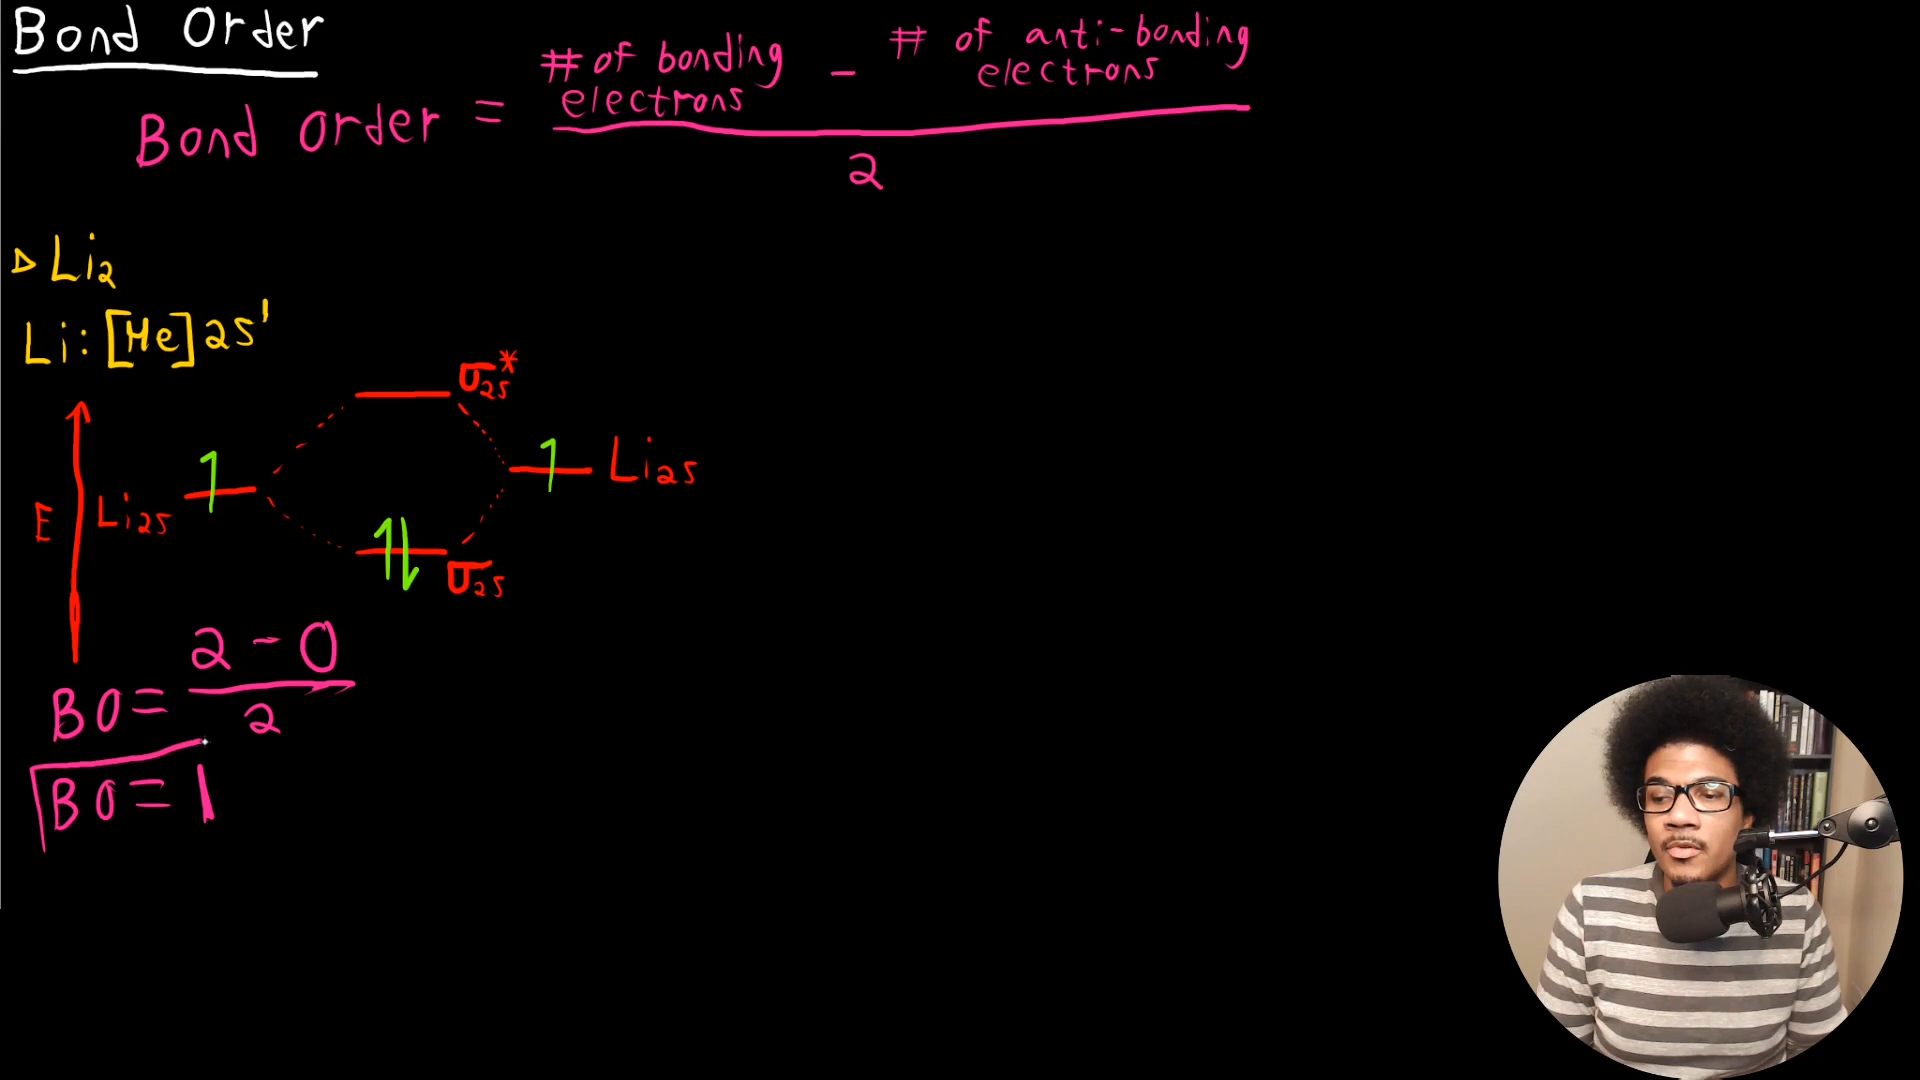 Bond Order
Bond Order = # of bonding electrons - # of anti-bonding electrons
2
▷ Li₂
Li: [He] 2s¹
σ₂ₛ*
E
Li₂ₛ
↿
↿
Li₂ₛ
↿⇂
σ₂ₛ
BO = 2 - 0
2
BO = 1